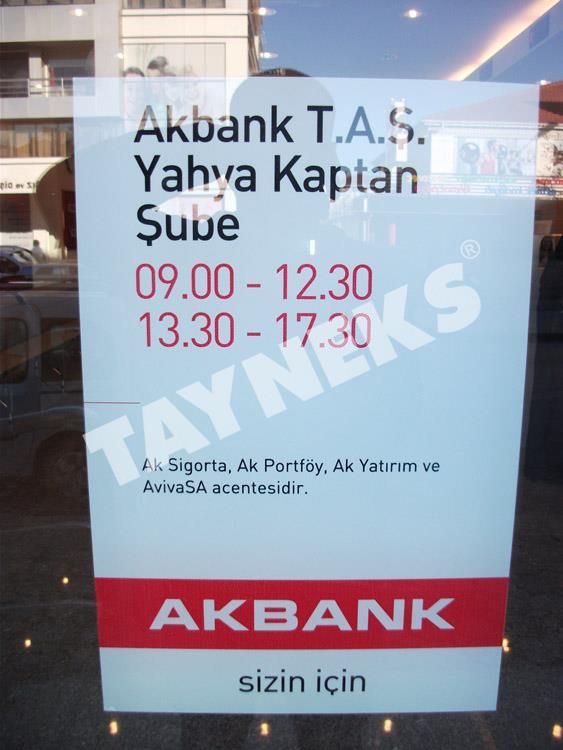 Akbank T.A.Ş.
Yahya Kaptan
Şube
09.00 - 12.30
13.30 - 17.30
TAYNEKS®
Ak Sigorta, Ak Portföy, Ak Yatırım ve
AvivaSA acentesidir.
AKBANK
sizin için